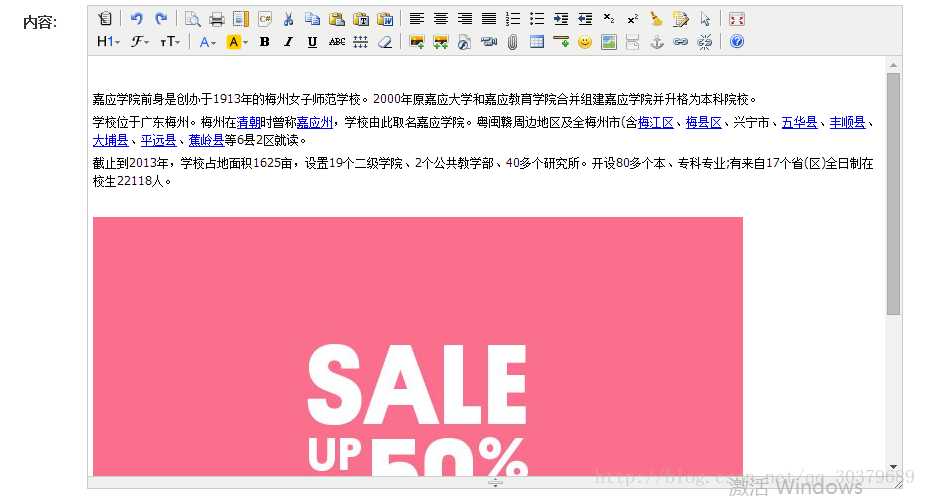 内容:
H1 ℱ тT A A B I U ABC
嘉应学院前身是创办于1913年的梅州女子师范学校。2000年原嘉应大学和嘉应教育学院合并组建嘉应学院并升格为本科院校。
学校位于广东梅州。梅州在清朝时曾称嘉应州，学校由此取名嘉应学院。粤闽赣周边地区及全梅州市(含梅江区、梅县区、兴宁市、五华县、丰顺县、
大埔县、平远县、蕉岭县等6县2区就读。
截止到2013年，学校占地面积1625亩，设置19个二级学院、2个公共教学部、40多个研究所。开设80多个本、专科专业;有来自17个省(区)全日制在
校生22118人。
SALE
UP 50%
http://blog.csdn.net/qq_30379689
激活 Windows